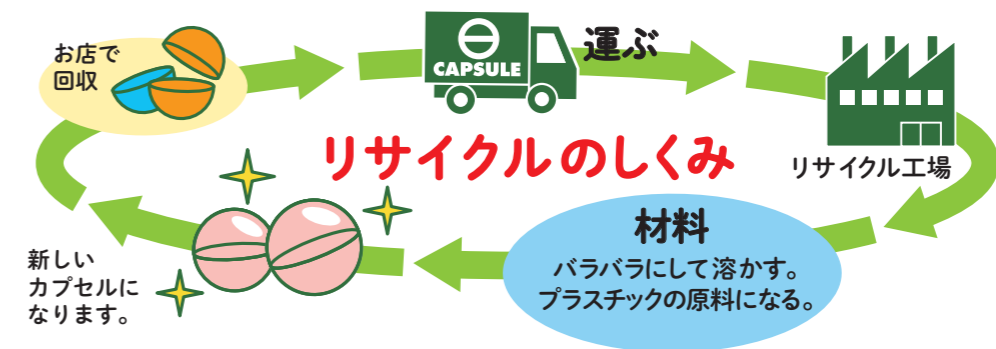 お店で
回収
CAPSULE
運ぶ
リサイクル工場
リサイクルのしくみ
材料
バラバラにして溶かす。
プラスチックの原料になる。
新しい
カプセルに
なります。